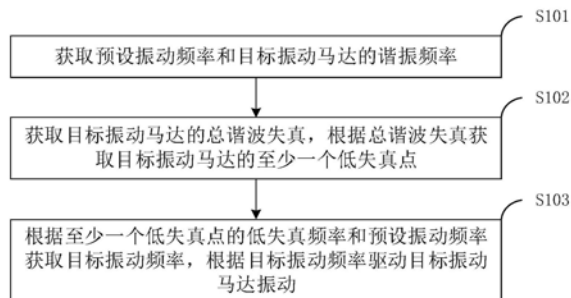 S101
获取预设振动频率和目标振动马达的谐振频率
S102
获取目标振动马达的总谐波失真，根据总谐波失真获
取目标振动马达的至少一个低失真点
S103
根据至少一个低失真点的低失真频率和预设振动频率
获取目标振动频率，根据目标振动频率驱动目标振动
马达振动